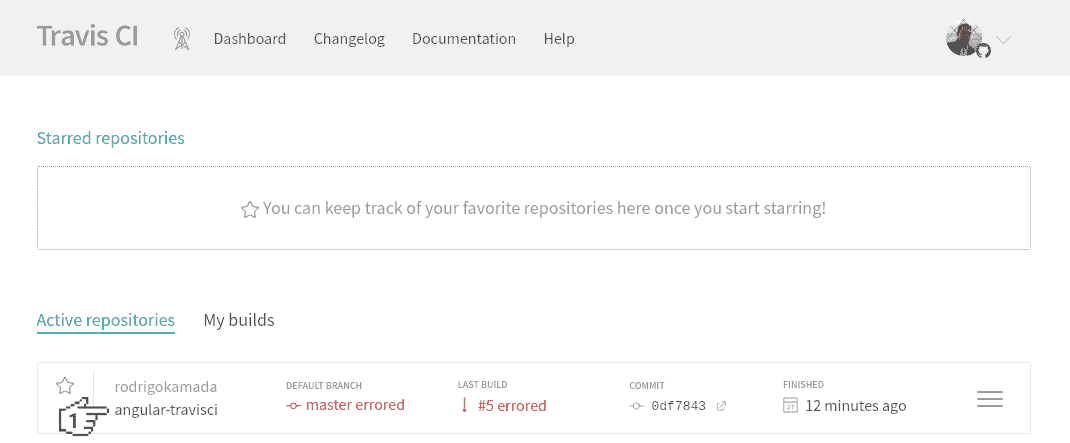 Travis CI
Dashboard Changelog Documentation Help
Starred repositories
You can keep track of your favorite repositories here once you start starring!
Active repositories My builds
rodrigokamada DEFAULT BRANCH LAST BUILD COMMIT FINISHED
angular-travisci master errored #5 errored 0df7843 27 12 minutes ago
1